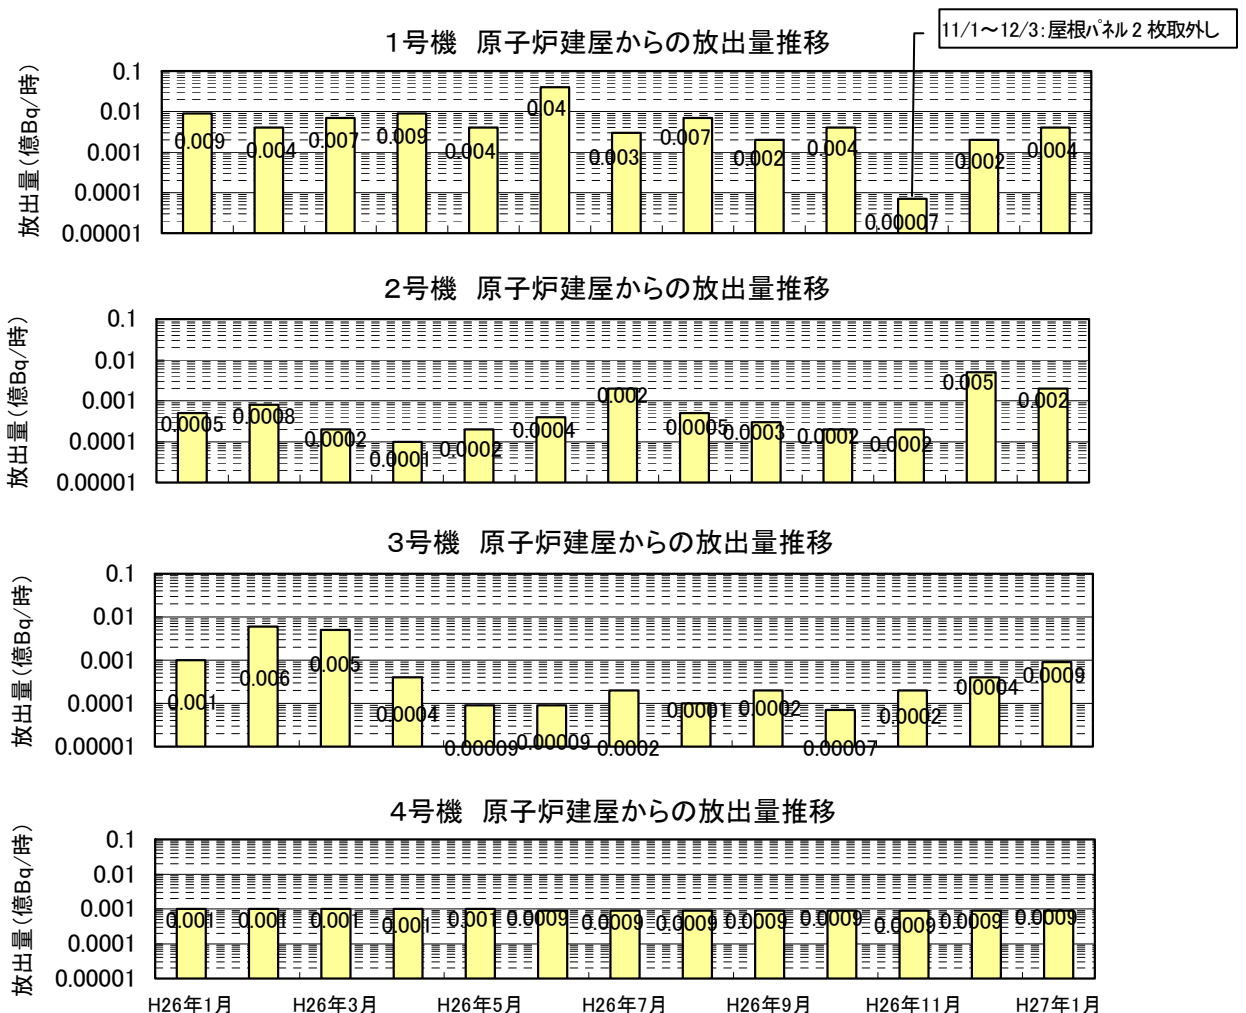 1号機 原子炉建屋からの放出量推移
11/1～12/3：屋根パネル２枚取外し
放出量（億Bq/時）
0.1
0.01
0.001
0.0001
0.00001
0.009 0.004 0.007 0.009 0.004 0.04 0.003 0.007 0.002 0.004 0.00007 0.002 0.004
2号機 原子炉建屋からの放出量推移
放出量（億Bq/時）
0.1
0.01
0.001
0.0001
0.00001
0.0005 0.0008 0.0002 0.0001 0.0002 0.0004 0.002 0.0005 0.0003 0.0002 0.0002 0.005 0.002
3号機 原子炉建屋からの放出量推移
放出量（億Bq/時）
0.1
0.01
0.001
0.0001
0.00001
0.001 0.006 0.005 0.0004 0.00009 0.00009 0.0002 0.0001 0.0002 0.00007 0.0002 0.0004 0.0009
4号機 原子炉建屋からの放出量推移
放出量（億Bq/時）
0.1
0.01
0.001
0.0001
0.00001
0.001 0.001 0.001 0.001 0.001 0.0009 0.0009 0.0009 0.0009 0.0009 0.0009 0.0009 0.0009
H26年1月 H26年3月 H26年5月 H26年7月 H26年9月 H26年11月 H27年1月